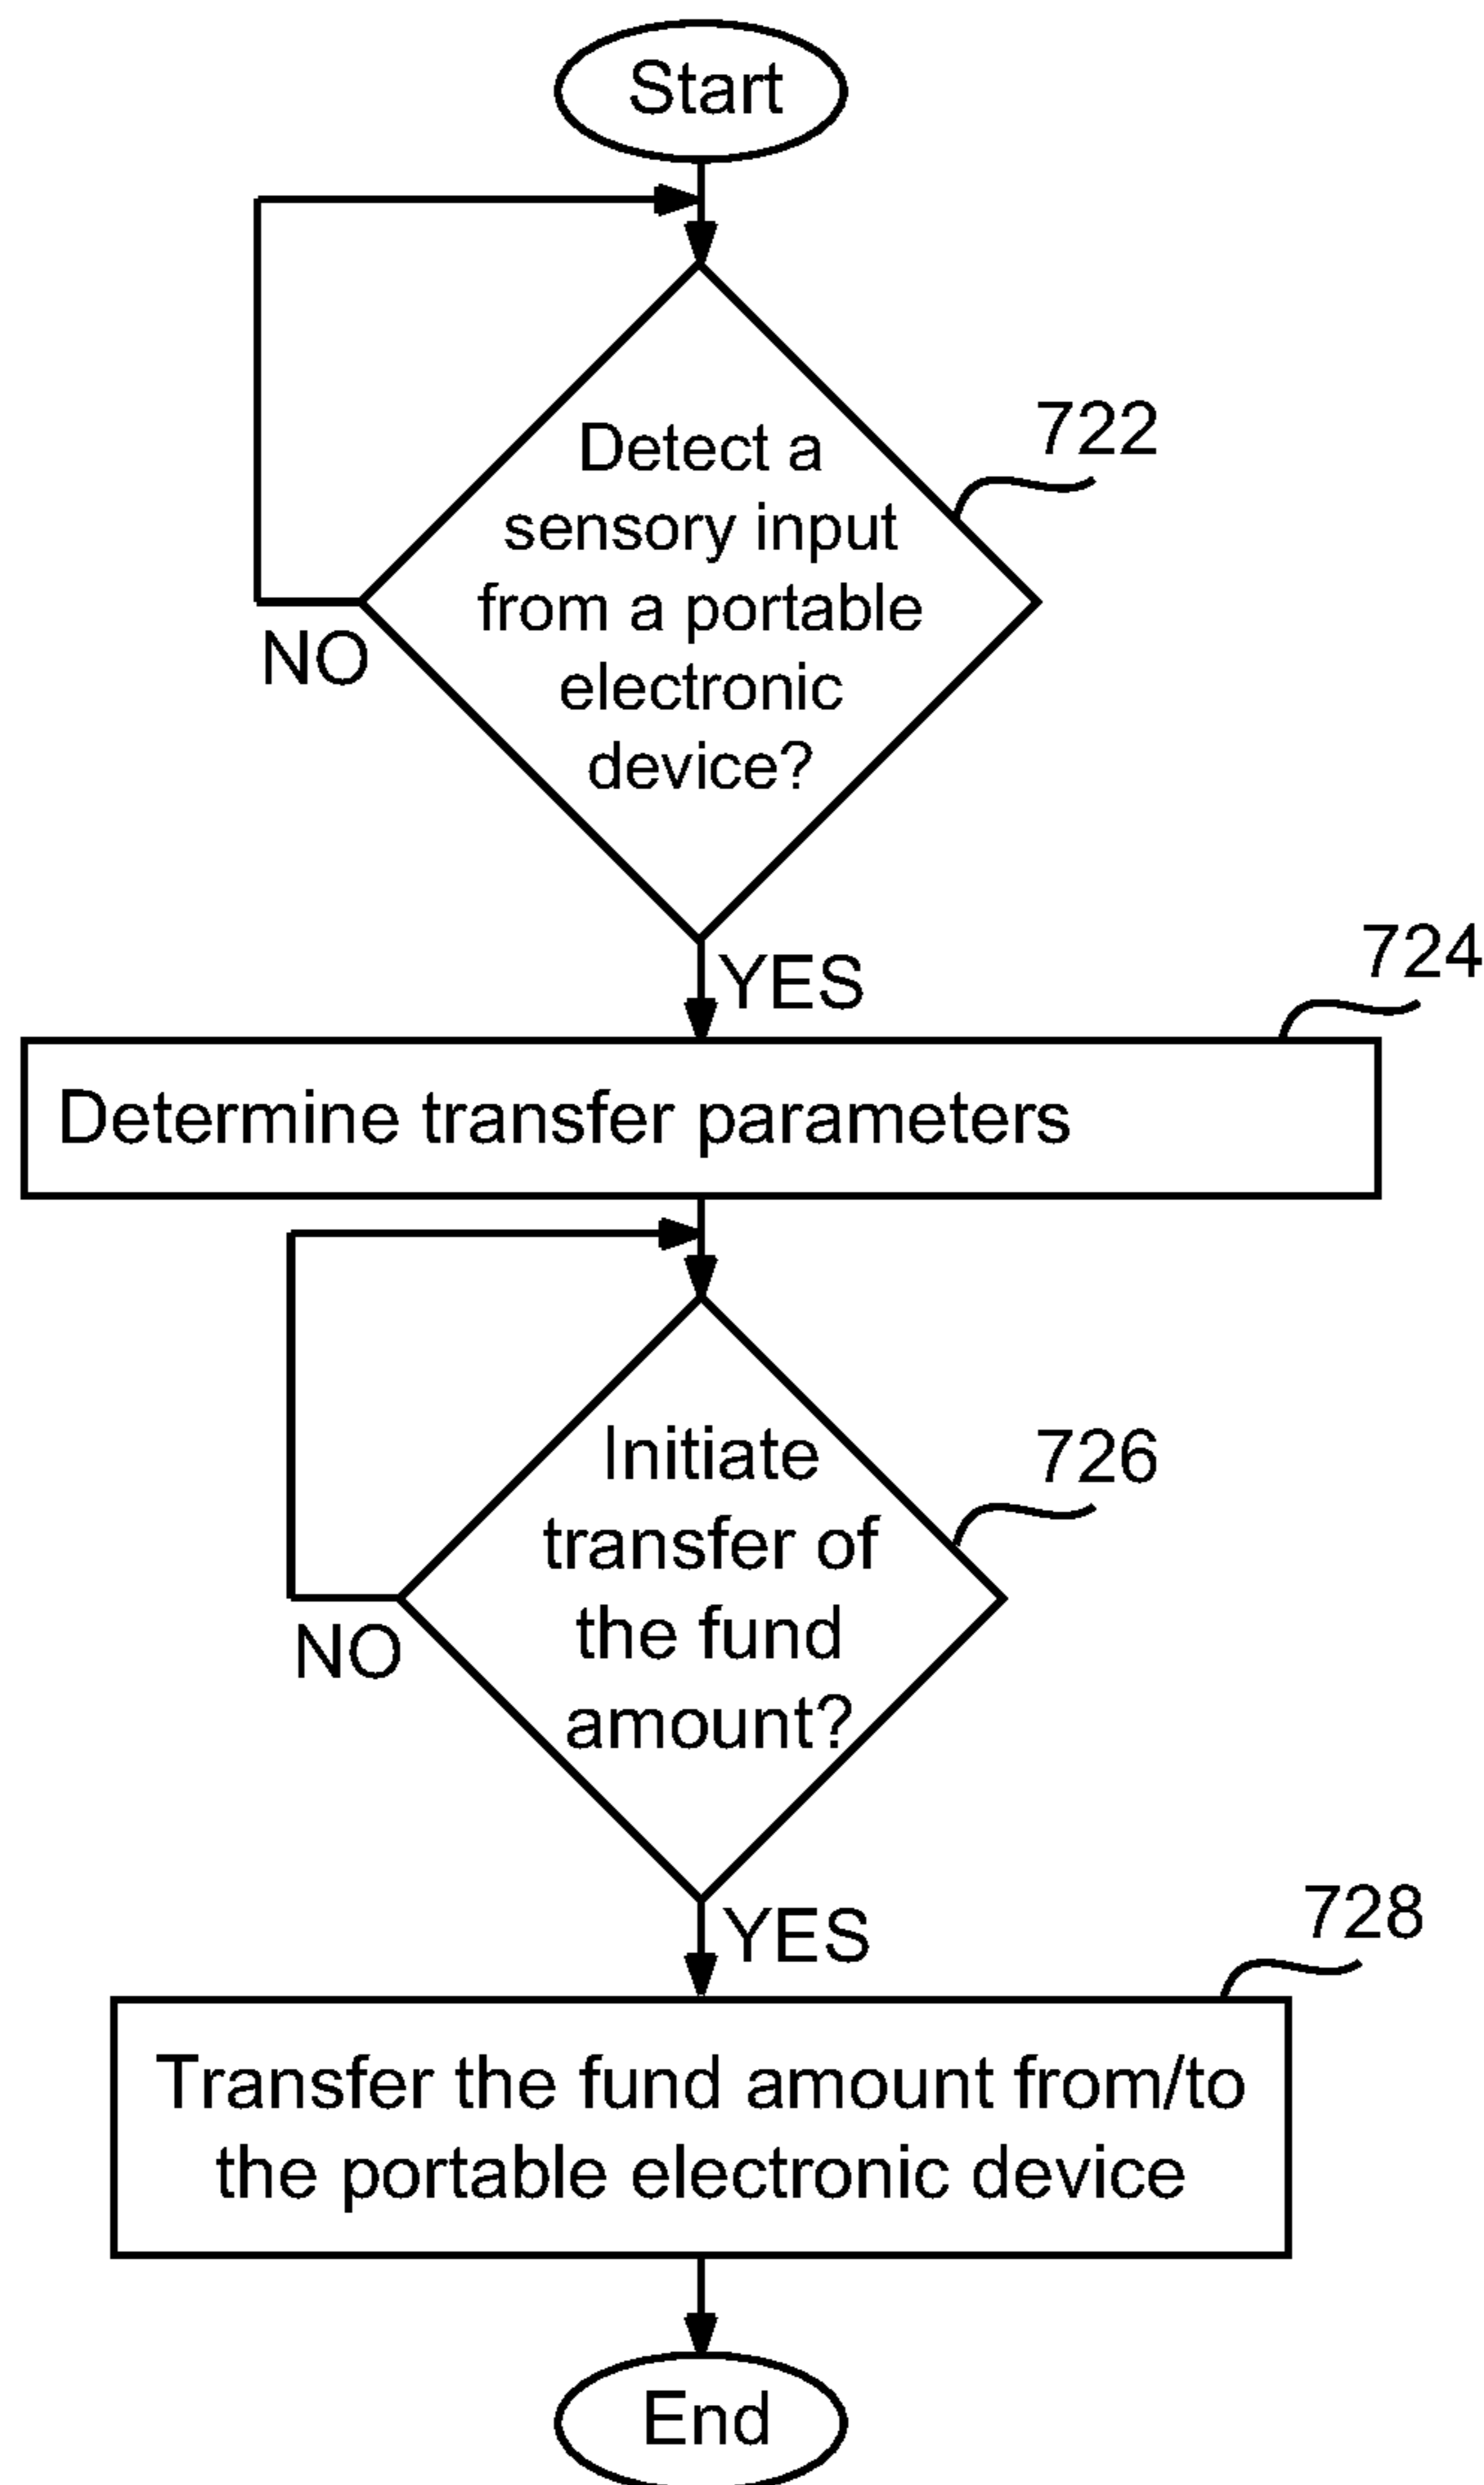 Start
Detect a
sensory input
from a portable
electronic
device?
722
NO
YES
724
Determine transfer parameters
Initiate
transfer of
the fund
amount?
726
NO
YES
728
Transfer the fund amount from/to
the portable electronic device
End